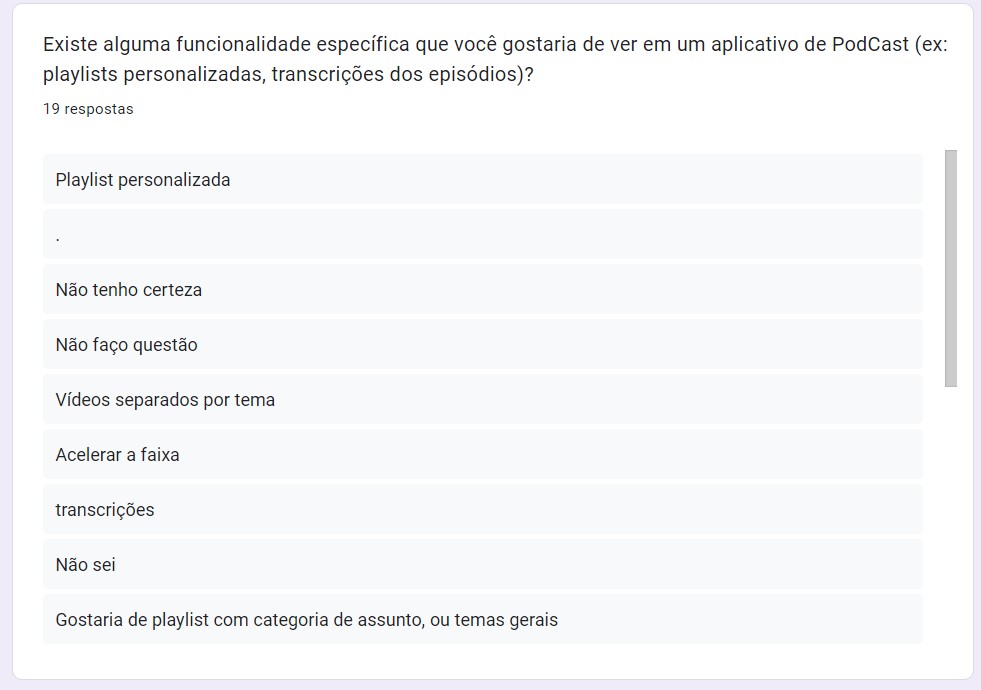 Existe alguma funcionalidade específica que você gostaria de ver em um aplicativo de PodCast (ex:
playlists personalizadas, transcrições dos episódios)?
19 respostas
Playlist personalizada
.
Não tenho certeza
Não faço questão
Vídeos separados por tema
Acelerar a faixa
transcrições
Não sei
Gostaria de playlist com categoria de assunto, ou temas gerais